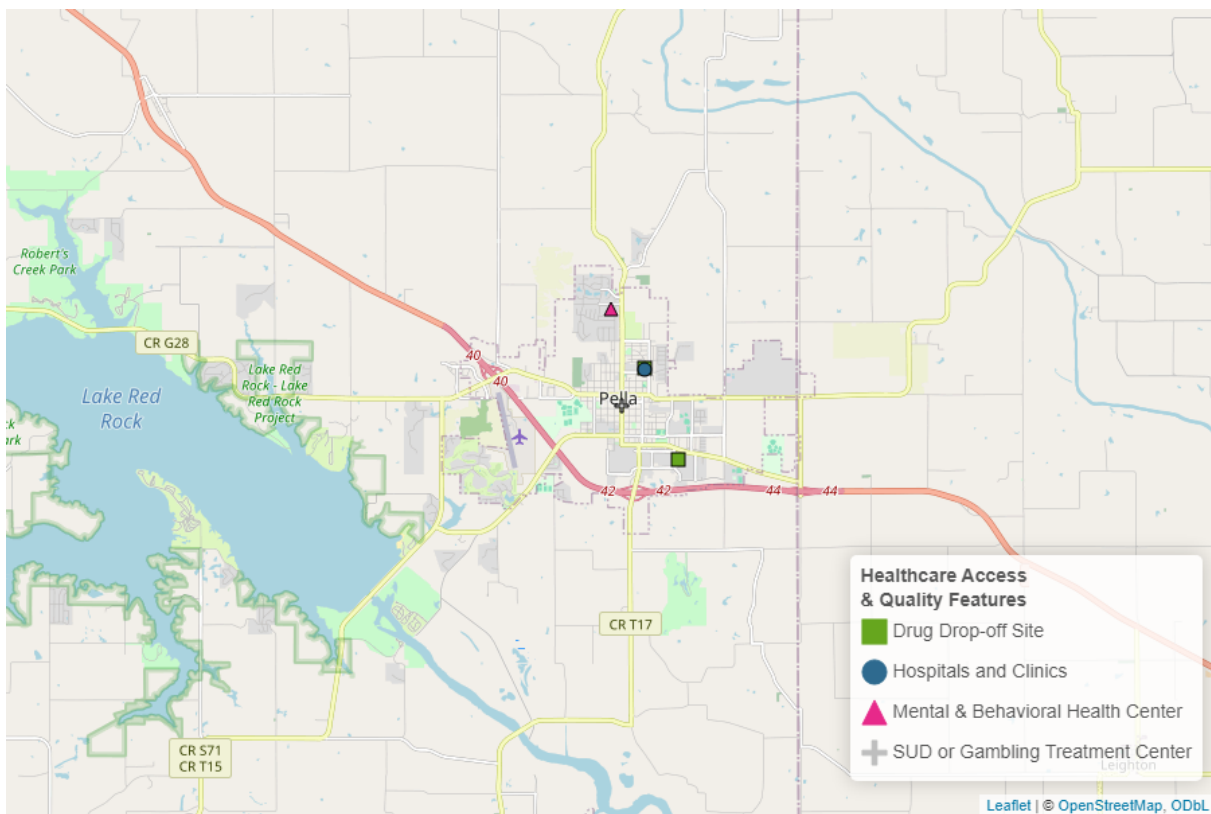 Robert's
Creek Park
CR G28
Lake Red
Rock - Lake
Red Rock
Project
Lake Red
Rock
40
40
Pella
42
42
44
44
CR T17
CR S71
CR T15
Healthcare Access
& Quality Features
Drug Drop-off Site
Hospitals and Clinics
Mental & Behavioral Health Center
SUD or Gambling Treatment Center
Leighton
Leaflet | © OpenStreetMap, ODbL